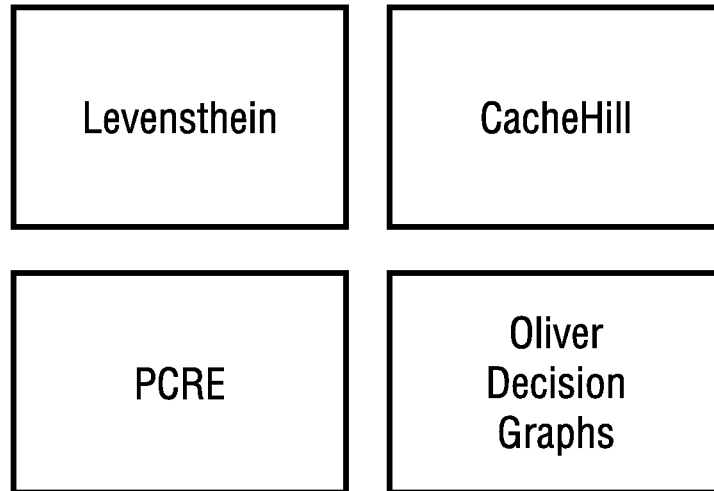 Levensthein
CacheHill
PCRE
Oliver
Decision
Graphs